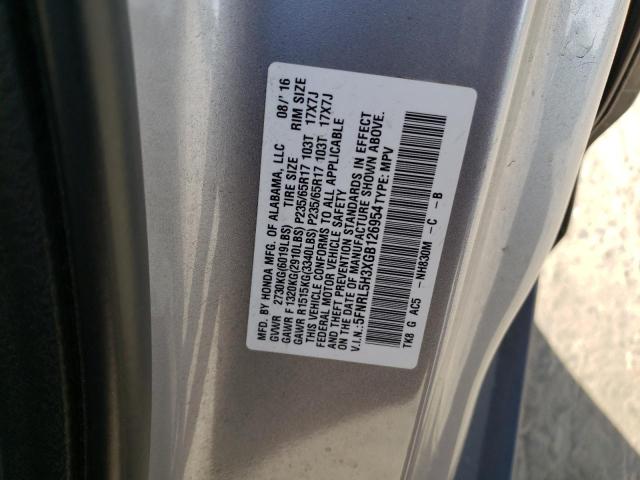 MFD. BY HONDA MFG. OF ALABAMA, LLC 08/'16
GVWR 2730KG(6019LBS) TIRE SIZE RIM SIZE
GAWR F 1320KG(2910LBS) P235/65R17 103T 17X7J
GAWR R1515KG(3340LBS) P235/65R17 103T 17X7J
THIS VEHICLE CONFORMS TO ALL APPLICABLE
FEDERAL MOTOR VEHICLE SAFETY
AND THEFT PREVENTION STANDARDS IN EFFECT
ON THE DATE OF MANUFACTURE SHOWN ABOVE.
V.I.N.:5FNRL5H3XGB126954 TYPE: MPV
TK8 G AC5 -NH830M -C -B